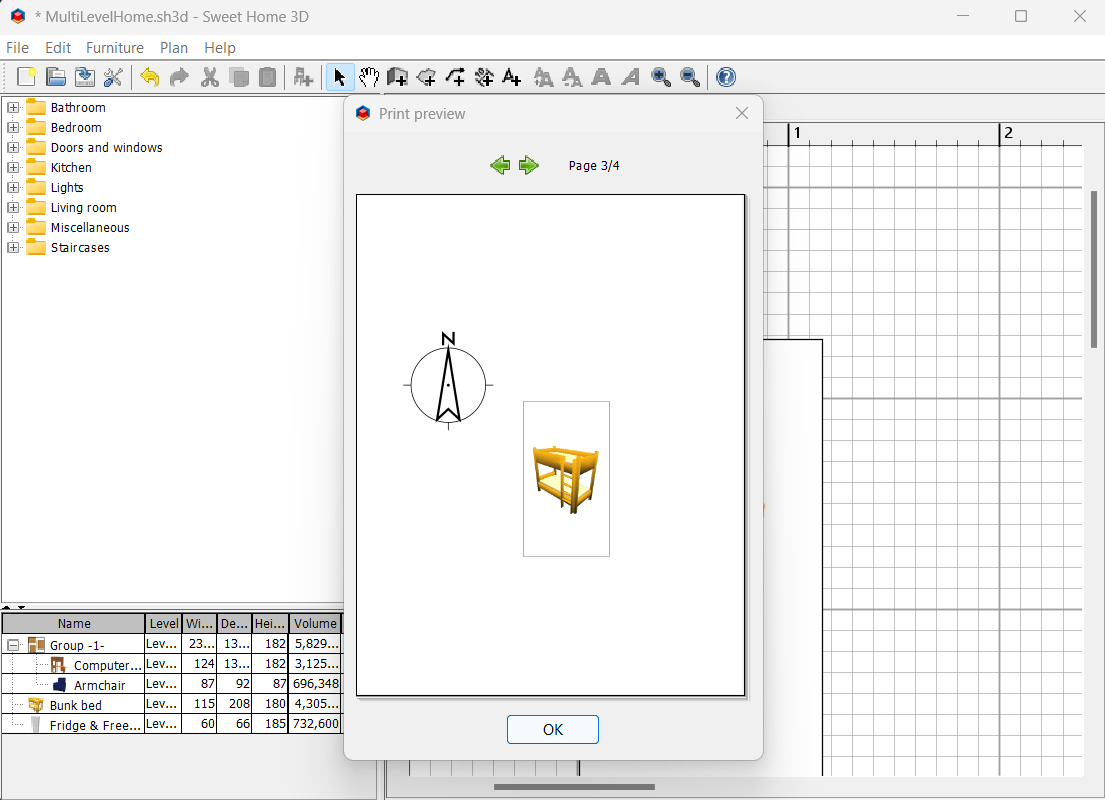 * MultiLevelHome.sh3d - Sweet Home 3D
File Edit Furniture Plan Help
Print preview
Page 3/4
N
OK
Bathroom
Bedroom
Doors and windows
Kitchen
Lights
Living room
Miscellaneous
Staircases
1 2
Name Level Wi... De... Hei... Volume
Group -1- Lev... 23... 13... 182 5,829...
Computer... Lev... 124 13... 182 3,125...
Armchair Lev... 87 92 87 696,348
Bunk bed Lev... 115 208 180 4,305...
Fridge & Free... Lev... 60 66 185 732,600